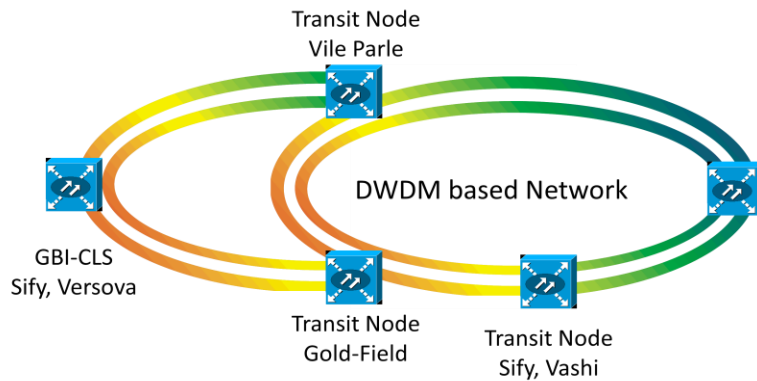 Transit Node
Vile Parle
DWDM based Network
GBI-CLS
Sify, Versova
Transit Node
Gold-Field
Transit Node
Sify, Vashi